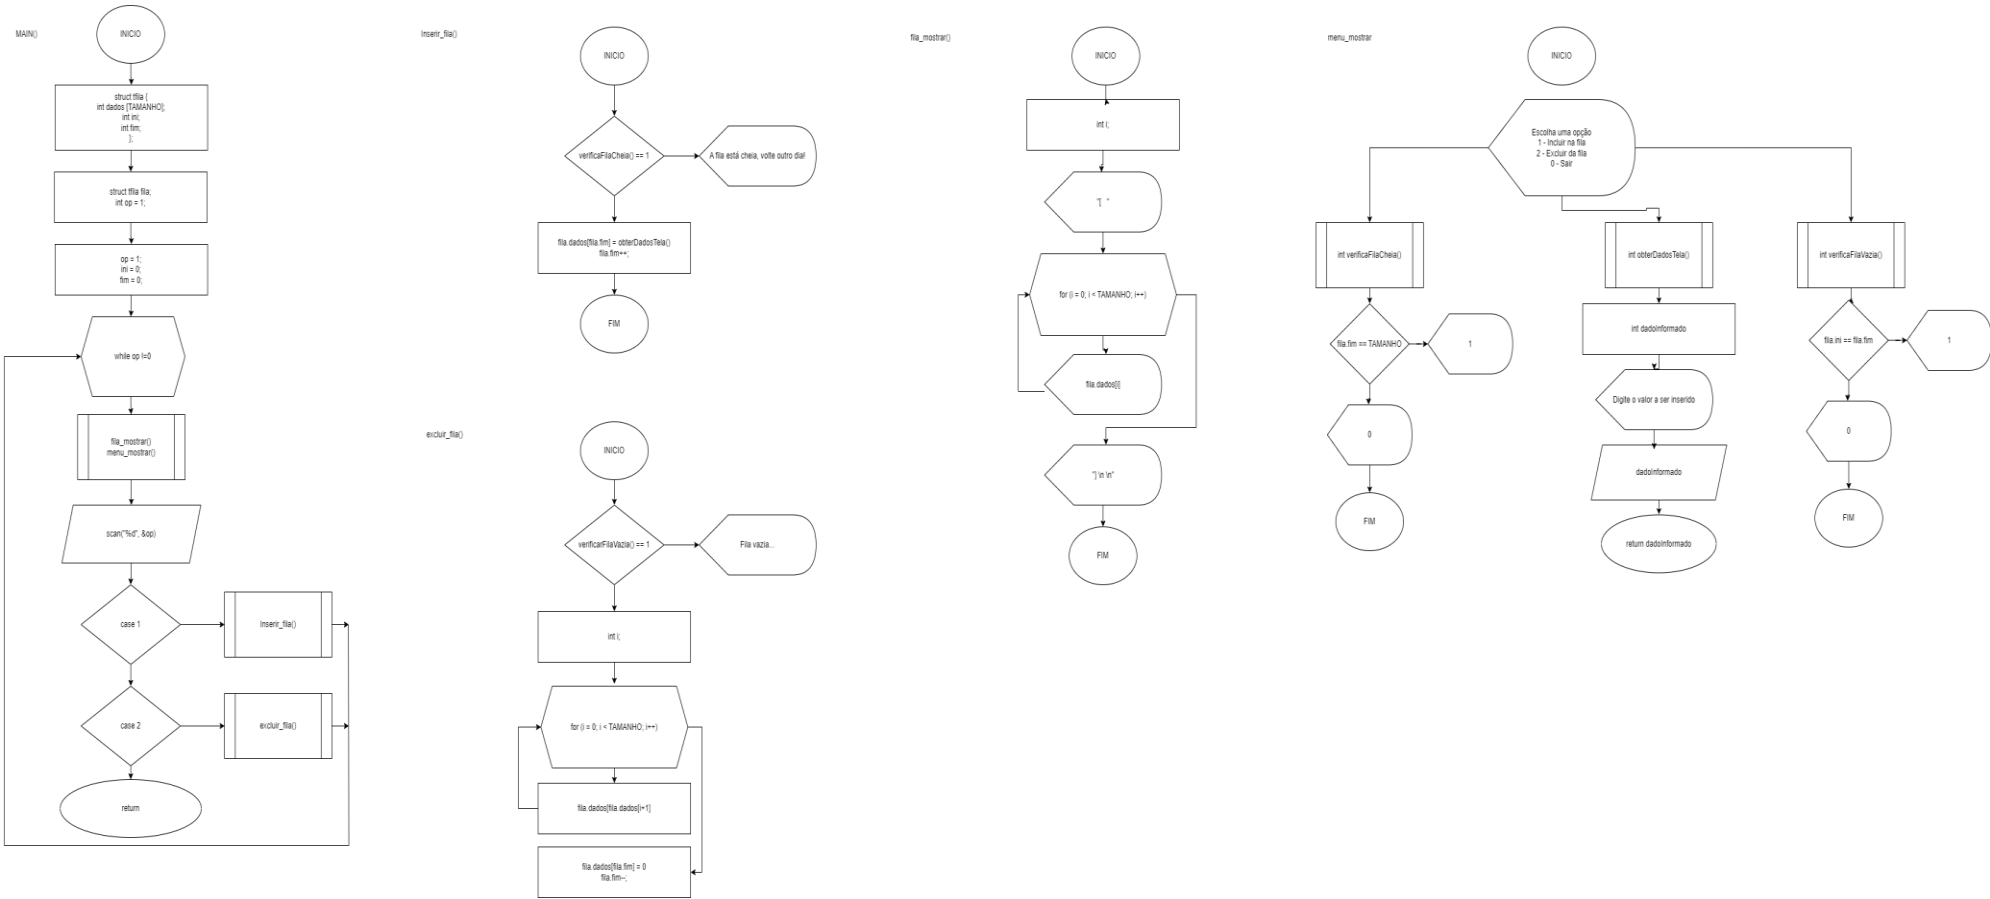 MAIN()
INICIO
struct tfila {
int dados [TAMANHO];
int ini;
int fim;
};
struct tfila fila;
int op = 1;
op = 1;
ini = 0;
fim = 0;
while op !=0
fila_mostrar()
menu_mostrar()
scan("%d", &op)
case 1
Inserir_fila()
case 2
excluir_fila()
return
Inserir_fila()
INICIO
verificaFilaCheia() == 1
A fila está cheia, volte outro dia!
fila.dados[fila.fim] = obterDadosTela()
fila.fim++;
FIM
excluir_fila()
INICIO
verificarFilaVazia() == 1
Fila vazia...
int i;
for (i = 0; i < TAMANHO; i++)
fila.dados[fila.dados[i+1]
fila.dados[fila.fim] = 0
fila.fim--;
fila_mostrar()
INICIO
int i;
"[ "
for (i = 0; i < TAMANHO; i++)
fila.dados[i]
"] \n \n"
FIM
menu_mostrar
INICIO
Escolha uma opção
1 - Incluir na fila
2 - Excluir da fila
0 - Sair
int verificaFilaCheia()
fila.fim == TAMANHO
1
0
FIM
int obterDadosTela()
int dadoInformado
Digite o valor a ser inserido
dadoInformado
return dadoInformado
int verificaFilaVazia()
fila.ini == fila.fim
1
0
FIM